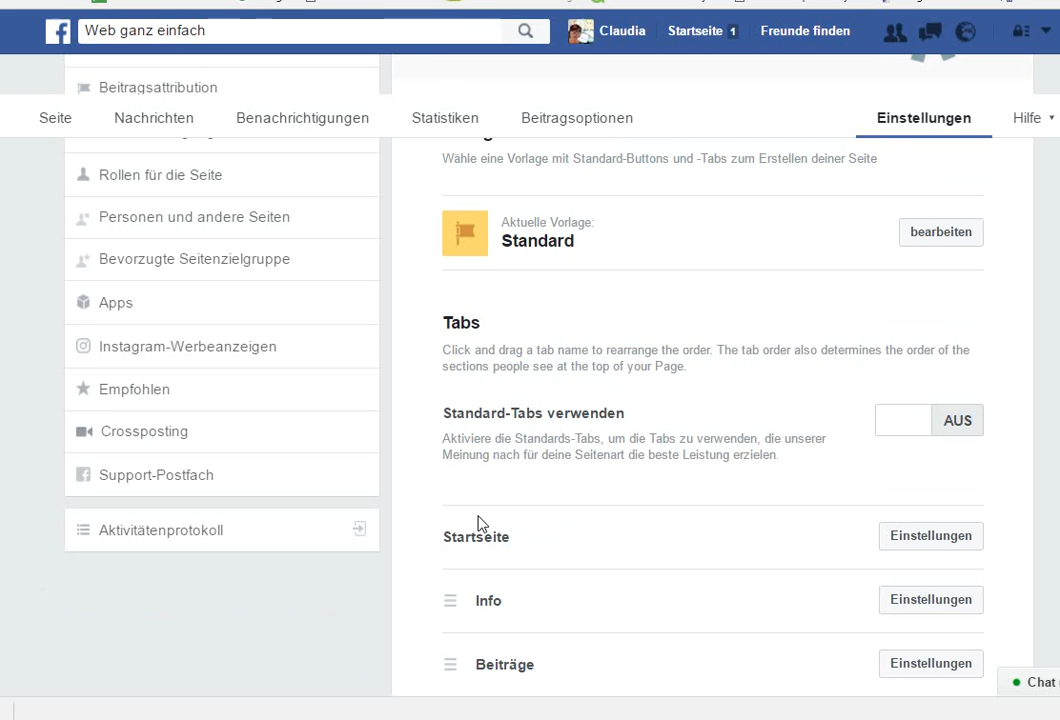 Web ganz einfach
Claudia
Startseite 1
Freunde finden
Beitragsattribution
Seite
Nachrichten
Benachrichtigungen
Statistiken
Beitragsoptionen
Einstellungen
Hilfe
Rollen für die Seite
Personen und andere Seiten
Bevorzugte Seitenzielgruppe
Apps
Instagram-Werbeanzeigen
Empfohlen
Crossposting
Support-Postfach
Aktivitätenprotokoll
Wähle eine Vorlage mit Standard-Buttons und -Tabs zum Erstellen deiner Seite
Aktuelle Vorlage:
Standard
bearbeiten
Tabs
Click and drag a tab name to rearrange the order. The tab order also determines the order of the
sections people see at the top of your Page.
Standard-Tabs verwenden
AUS
Aktiviere die Standards-Tabs, um die Tabs zu verwenden, die unserer
Meinung nach für deine Seitenart die beste Leistung erzielen.
Startseite
Einstellungen
Info
Einstellungen
Beiträge
Einstellungen
Chat